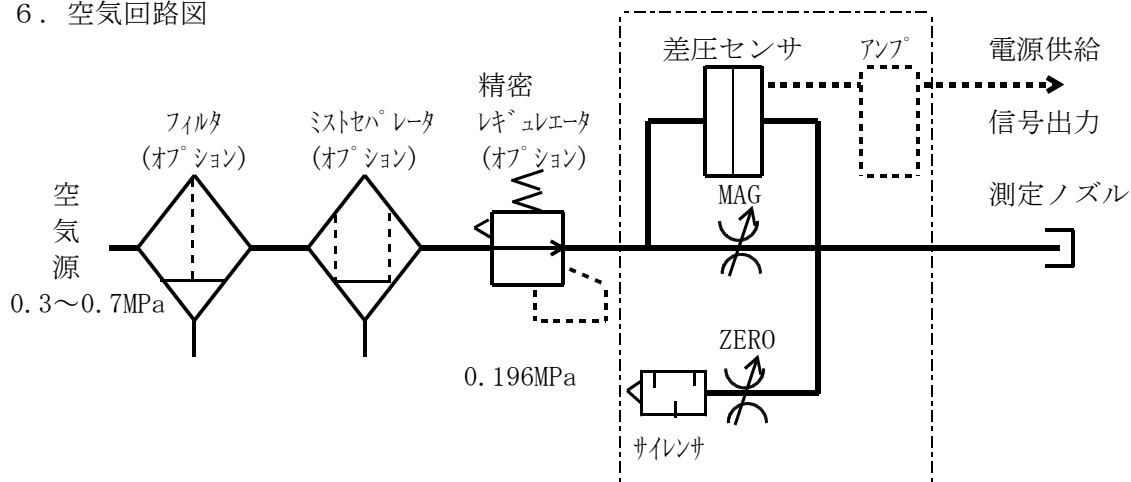 6. 空気回路図
差圧センサ
ｱﾝﾌﾟ
電源供給
信号出力
精密
ﾚｷﾞｭﾚｴｰﾀ
(ｵﾌﾟｼｮﾝ)
ﾌｨﾙﾀ
(ｵﾌﾟｼｮﾝ)
ﾐｽﾄｾﾊﾟﾚｰﾀ
(ｵﾌﾟｼｮﾝ)
空気源
0.3～0.7MPa
MAG
測定ノズル
ZERO
0.196MPa
ｻｲﾚﾝｻ